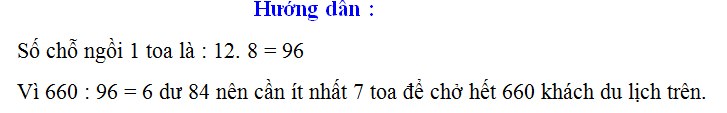 Hướng dẫn :
Số chỗ ngồi 1 toa là : 12. 8 = 96
Vì 660 : 96 = 6 dư 84 nên cần ít nhất 7 toa để chở hết 660 khách du lịch trên.